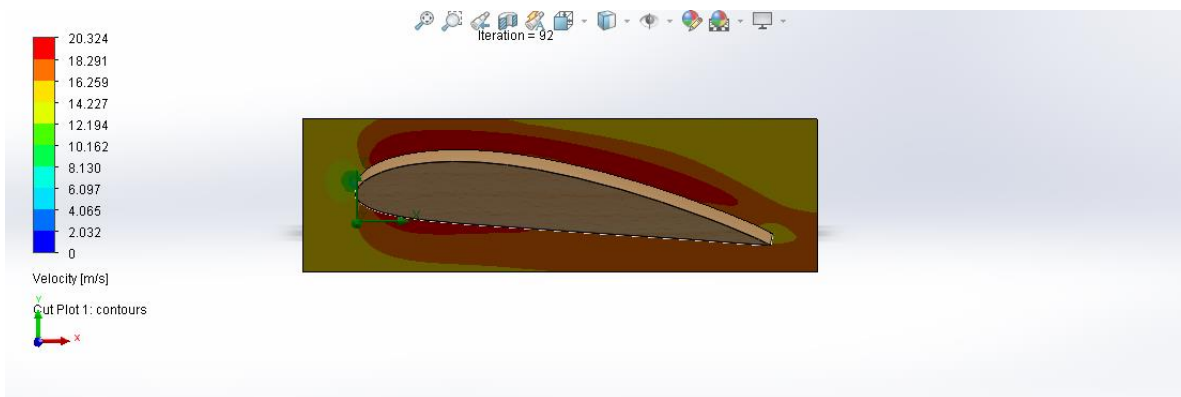 Iteration = 92
20.324
18.291
16.259
14.227
12.194
10.162
8.130
6.097
4.065
2.032
0
Velocity [m/s]
Cut Plot 1: contours
X
Y
X